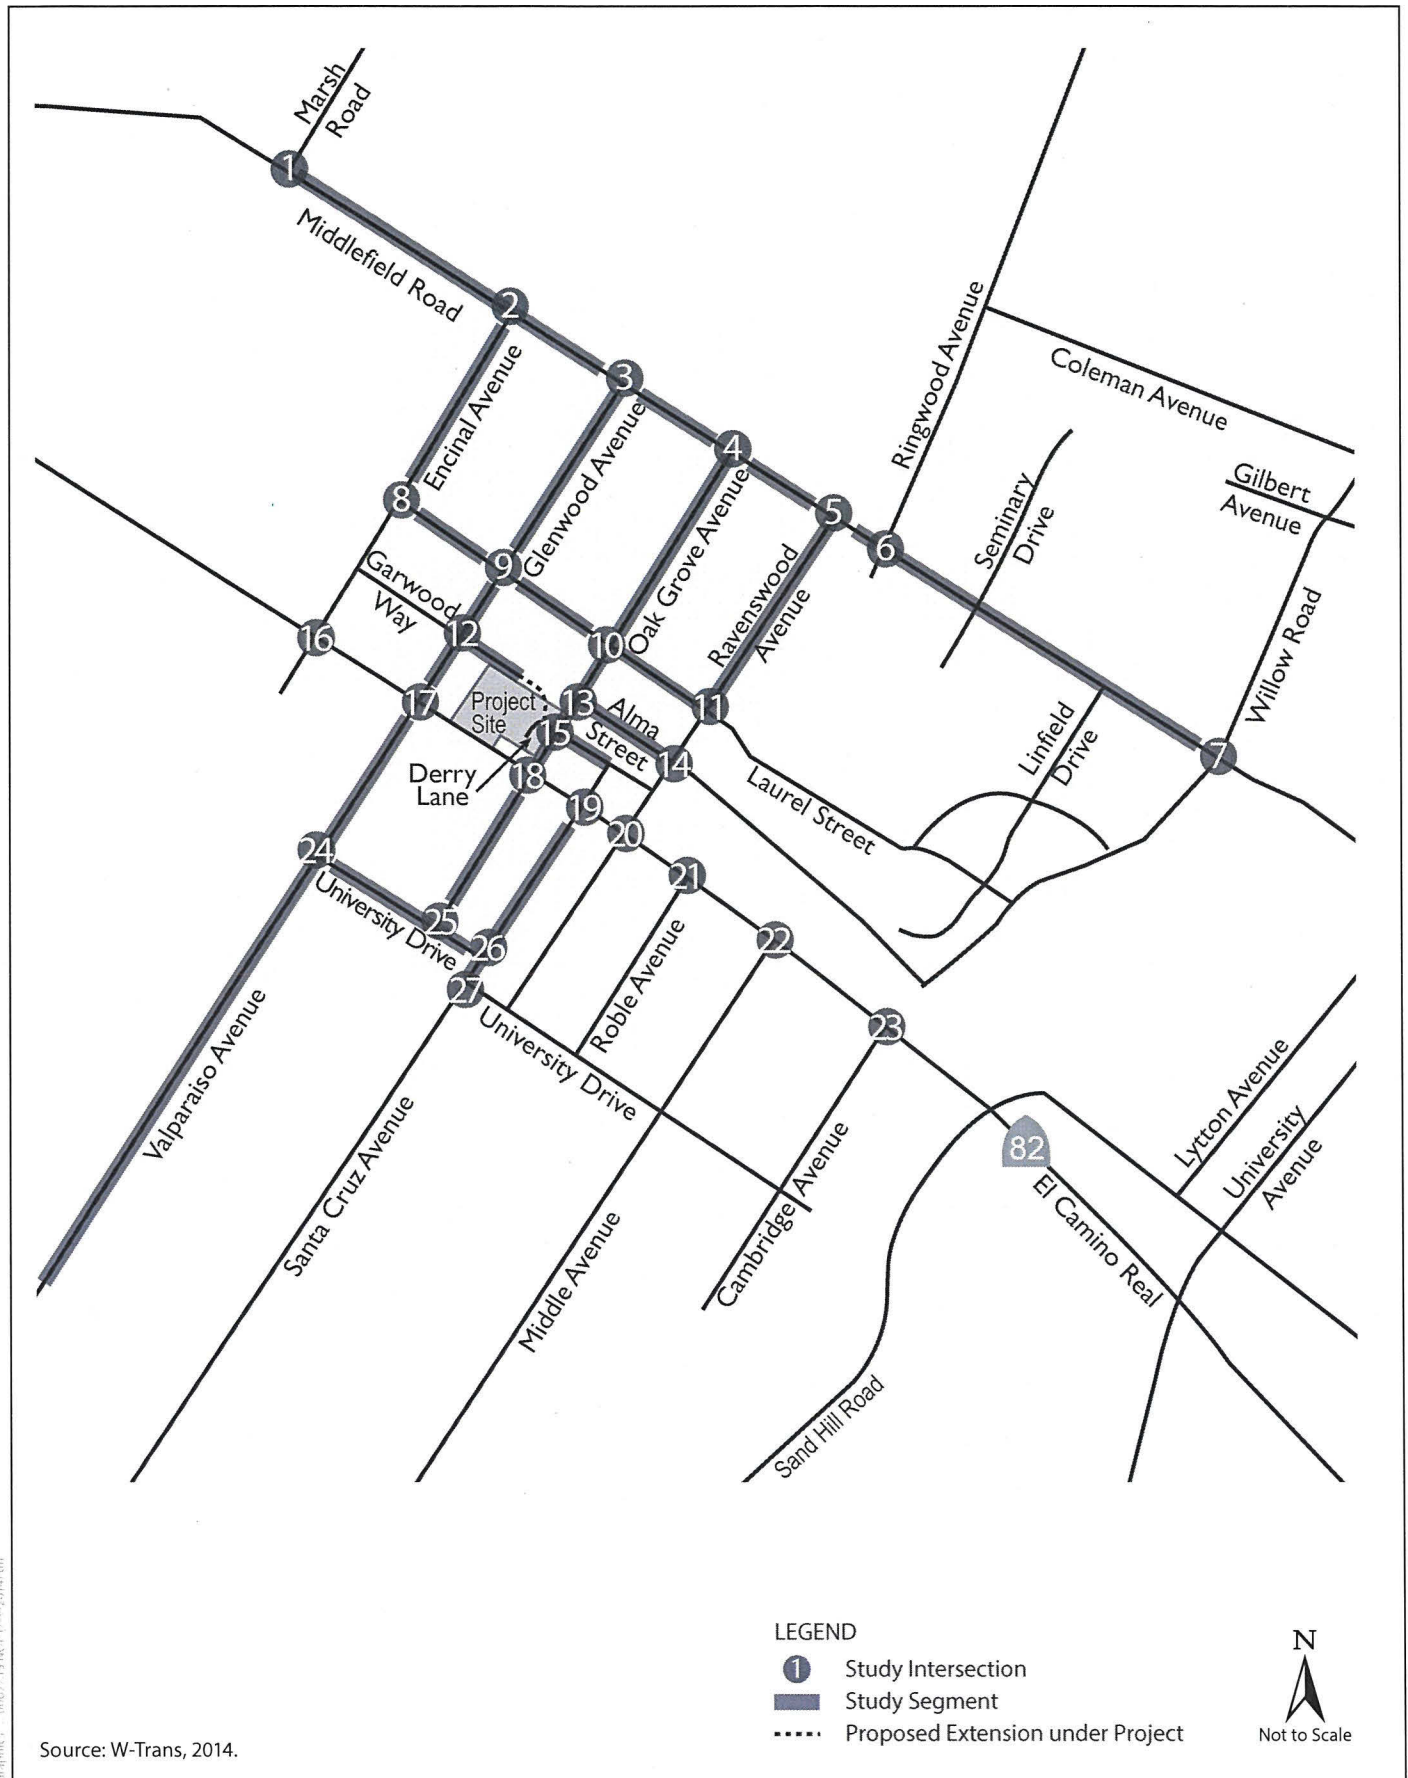 Marsh
Road
1
Middlefield Road
2
3
Encinal Avenue
Glenwood Avenue
4
Oak Grove Avenue
5
6
Ringwood Avenue
Coleman Avenue
Gilbert
Avenue
Seminary
Drive
8
9
Garwood
Way
Ravenswood
Avenue
Willow Road
16
12
10
17
Project
Site
13
Alma
Street
11
15
14
Linfield
Drive
7
Derry
Lane
18
19
20
Laurel Street
24
University Drive
21
25
26
22
27
Roble Avenue
University Drive
23
Valparaiso Avenue
Santa Cruz Avenue
Middle Avenue
Cambridge Avenue
82
El Camino Real
Lytton Avenue
University
Avenue
Sand Hill Road
LEGEND
1 Study Intersection
Study Segment
Proposed Extension under Project
N
Not to Scale
Source: W-Trans, 2014.